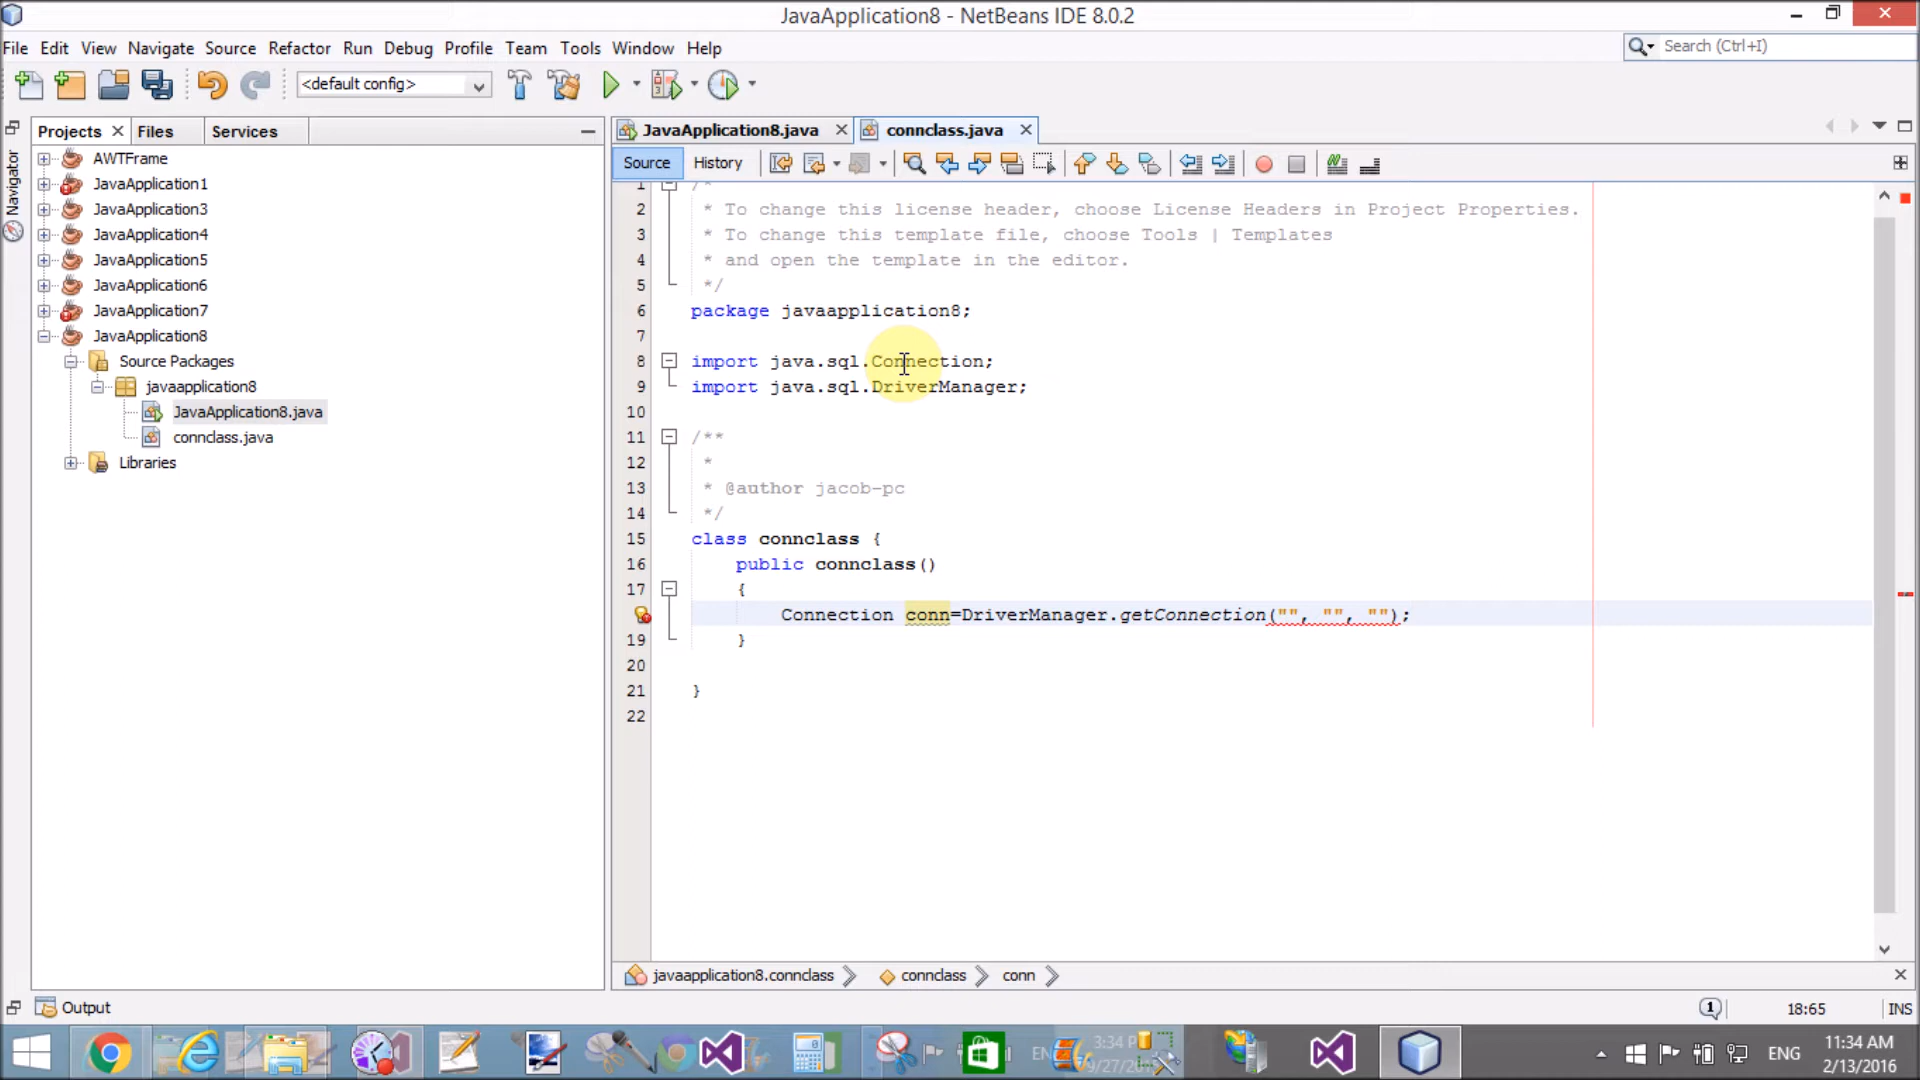 JavaApplication8 - NetBeans IDE 8.0.2
File Edit View Navigate Source Refactor Run Debug Profile Team Tools Window Help
Search (Ctrl+I)
<default config>
Projects Files Services
Navigator
AWTFrame
JavaApplication1
JavaApplication3
JavaApplication4
JavaApplication5
JavaApplication6
JavaApplication7
JavaApplication8
Source Packages
javaapplication8
JavaApplication8.java
connclass.java
Libraries
JavaApplication8.java connclass.java
Source History
1 /*
2 * To change this license header, choose License Headers in Project Properties.
3 * To change this template file, choose Tools | Templates
4 * and open the template in the editor.
5 */
6 package javaapplication8;
7
8 import java.sql.Connection;
9 import java.sql.DriverManager;
10
11 /**
12 *
13 * @author jacob-pc
14 */
15 class connclass {
16 public connclass()
17 {
Connection conn=DriverManager.getConnection("", "", "");
19 }
20
21 }
22
javaapplication8.connclass connclass conn
Output
1
18:65 INS
3:34 P
ENG
11:34 AM
2/13/2016